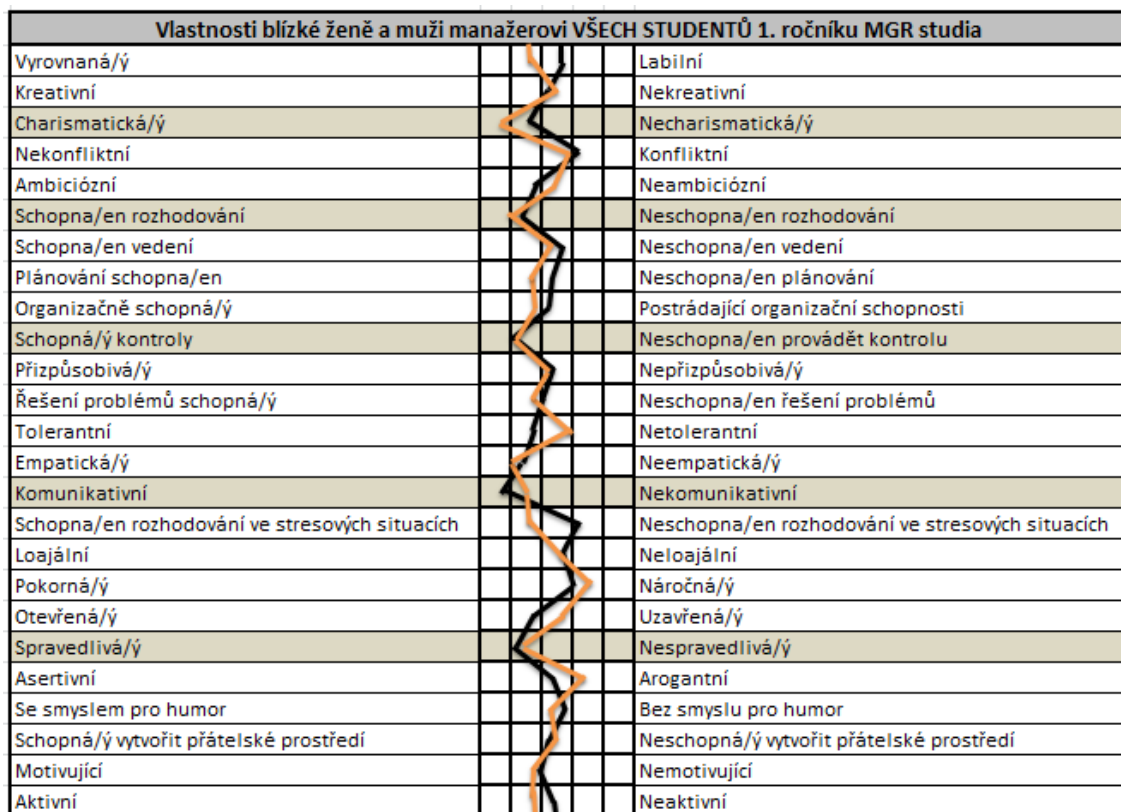 Vlastnosti blízké ženě a muži manažerovi VŠECH STUDENTŮ 1. ročníku MGR studia
Vyrovnaná/ý Labilní
Kreativní Nekreativní
Charismatická/ý Necharismatická/ý
Nekonfliktní Konfliktní
Ambiciózní Neambiciózní
Schopna/en rozhodování Neschopna/en rozhodování
Schopna/en vedení Neschopna/en vedení
Plánování schopna/en Neschopna/en plánování
Organizačně schopná/ý Postrádající organizační schopnosti
Schopná/ý kontroly Neschopna/en provádět kontrolu
Přizpůsobivá/ý Nepřizpůsobivá/ý
Řešení problémů schopná/ý Neschopna/en řešení problémů
Tolerantní Netolerantní
Empatická/ý Neempatická/ý
Komunikativní Nekomunikativní
Schopna/en rozhodování ve stresových situacích Neschopna/en rozhodování ve stresových situacích
Loajální Neloajální
Pokorná/ý Náročná/ý
Otevřená/ý Uzavřená/ý
Spravedlivá/ý Nespravedlivá/ý
Asertivní Arogantní
Se smyslem pro humor Bez smyslu pro humor
Schopná/ý vytvořit přátelské prostředí Neschopná/ý vytvořit přátelské prostředí
Motivující Nemotivující
Aktivní Neaktivní